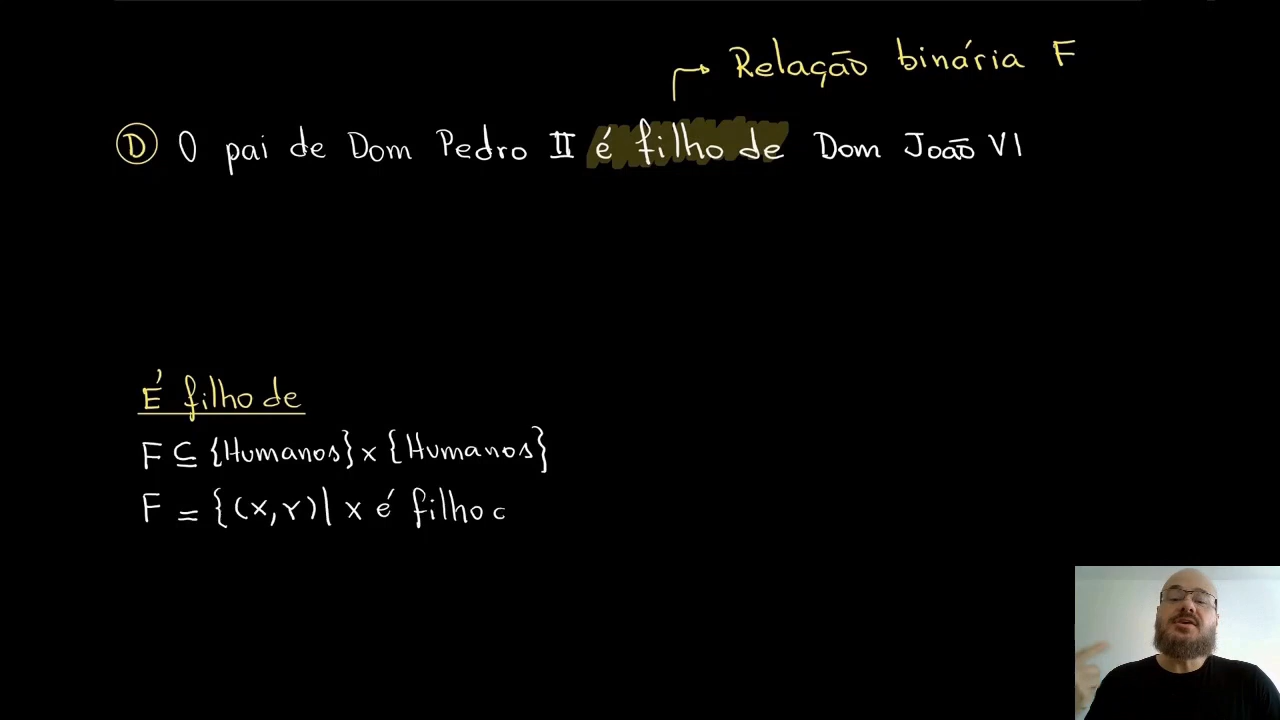 Relação binária F
D O pai de Dom Pedro II é filho de Dom João VI
É filho de
F ⊆ {Humanos} × {Humanos}
F = {(x,y)| x é filho d